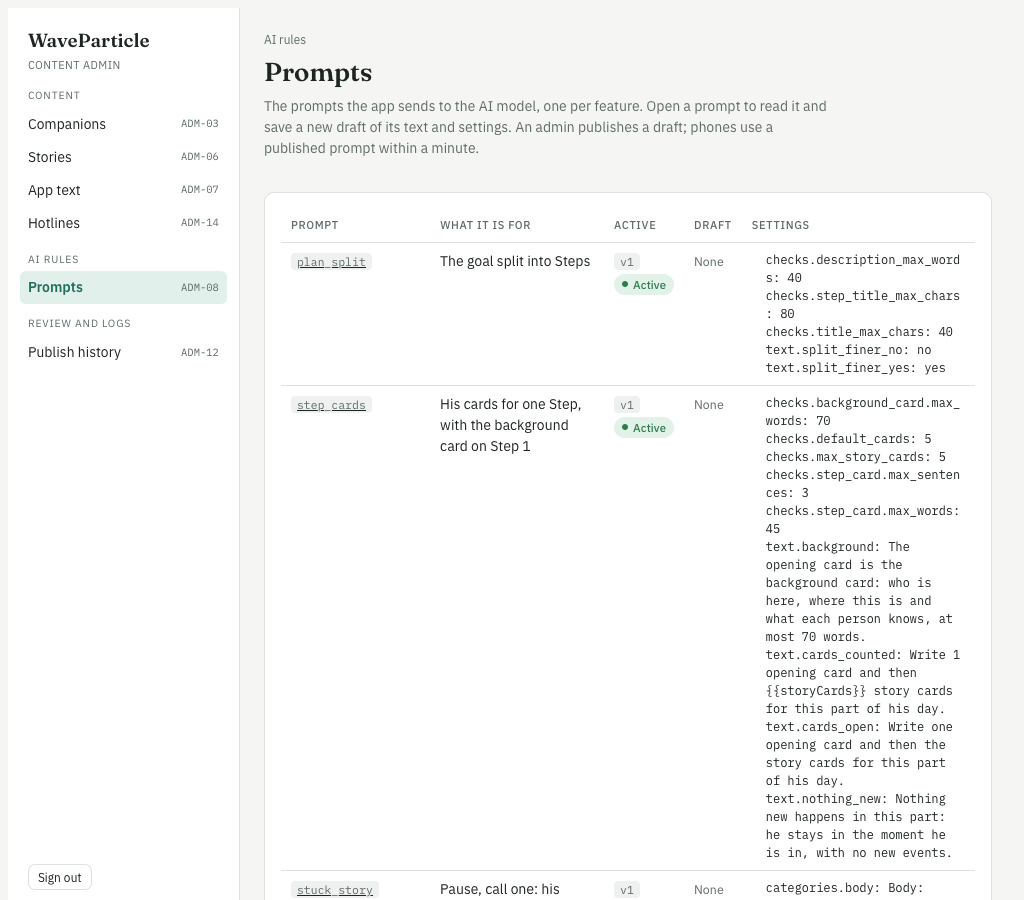 WaveParticle
CONTENT ADMIN
CONTENT
Companions ADM-03
Stories ADM-06
App text ADM-07
Hotlines ADM-14
AI RULES
Prompts ADM-08
REVIEW AND LOGS
Publish history ADM-12
Sign out
AI rules
Prompts
The prompts the app sends to the AI model, one per feature. Open a prompt to read it and
save a new draft of its text and settings. An admin publishes a draft; phones use a
published prompt within a minute.
PROMPT WHAT IT IS FOR ACTIVE DRAFT SETTINGS
plan_split
The goal split into Steps
v1
Active
None
checks.description_max_word
s: 40
checks.step_title_max_chars
: 80
checks.title_max_chars: 40
text.split_finer_no: no
text.split_finer_yes: yes
step_cards
His cards for one Step,
with the background
card on Step 1
v1
Active
None
checks.background_card.max_
words: 70
checks.default_cards: 5
checks.max_story_cards: 5
checks.step_card.max_senten
ces: 3
checks.step_card.max_words:
45
text.background: The
opening card is the
background card: who is
here, where this is and
what each person knows, at
most 70 words.
text.cards_counted: Write 1
opening card and then
{{storyCards}} story cards
for this part of his day.
text.cards_open: Write one
opening card and then the
story cards for this part
of his day.
text.nothing_new: Nothing
new happens in this part:
he stays in the moment he
is in, with no new events.
stuck_story
Pause, call one: his
v1
None
categories.body: Body: